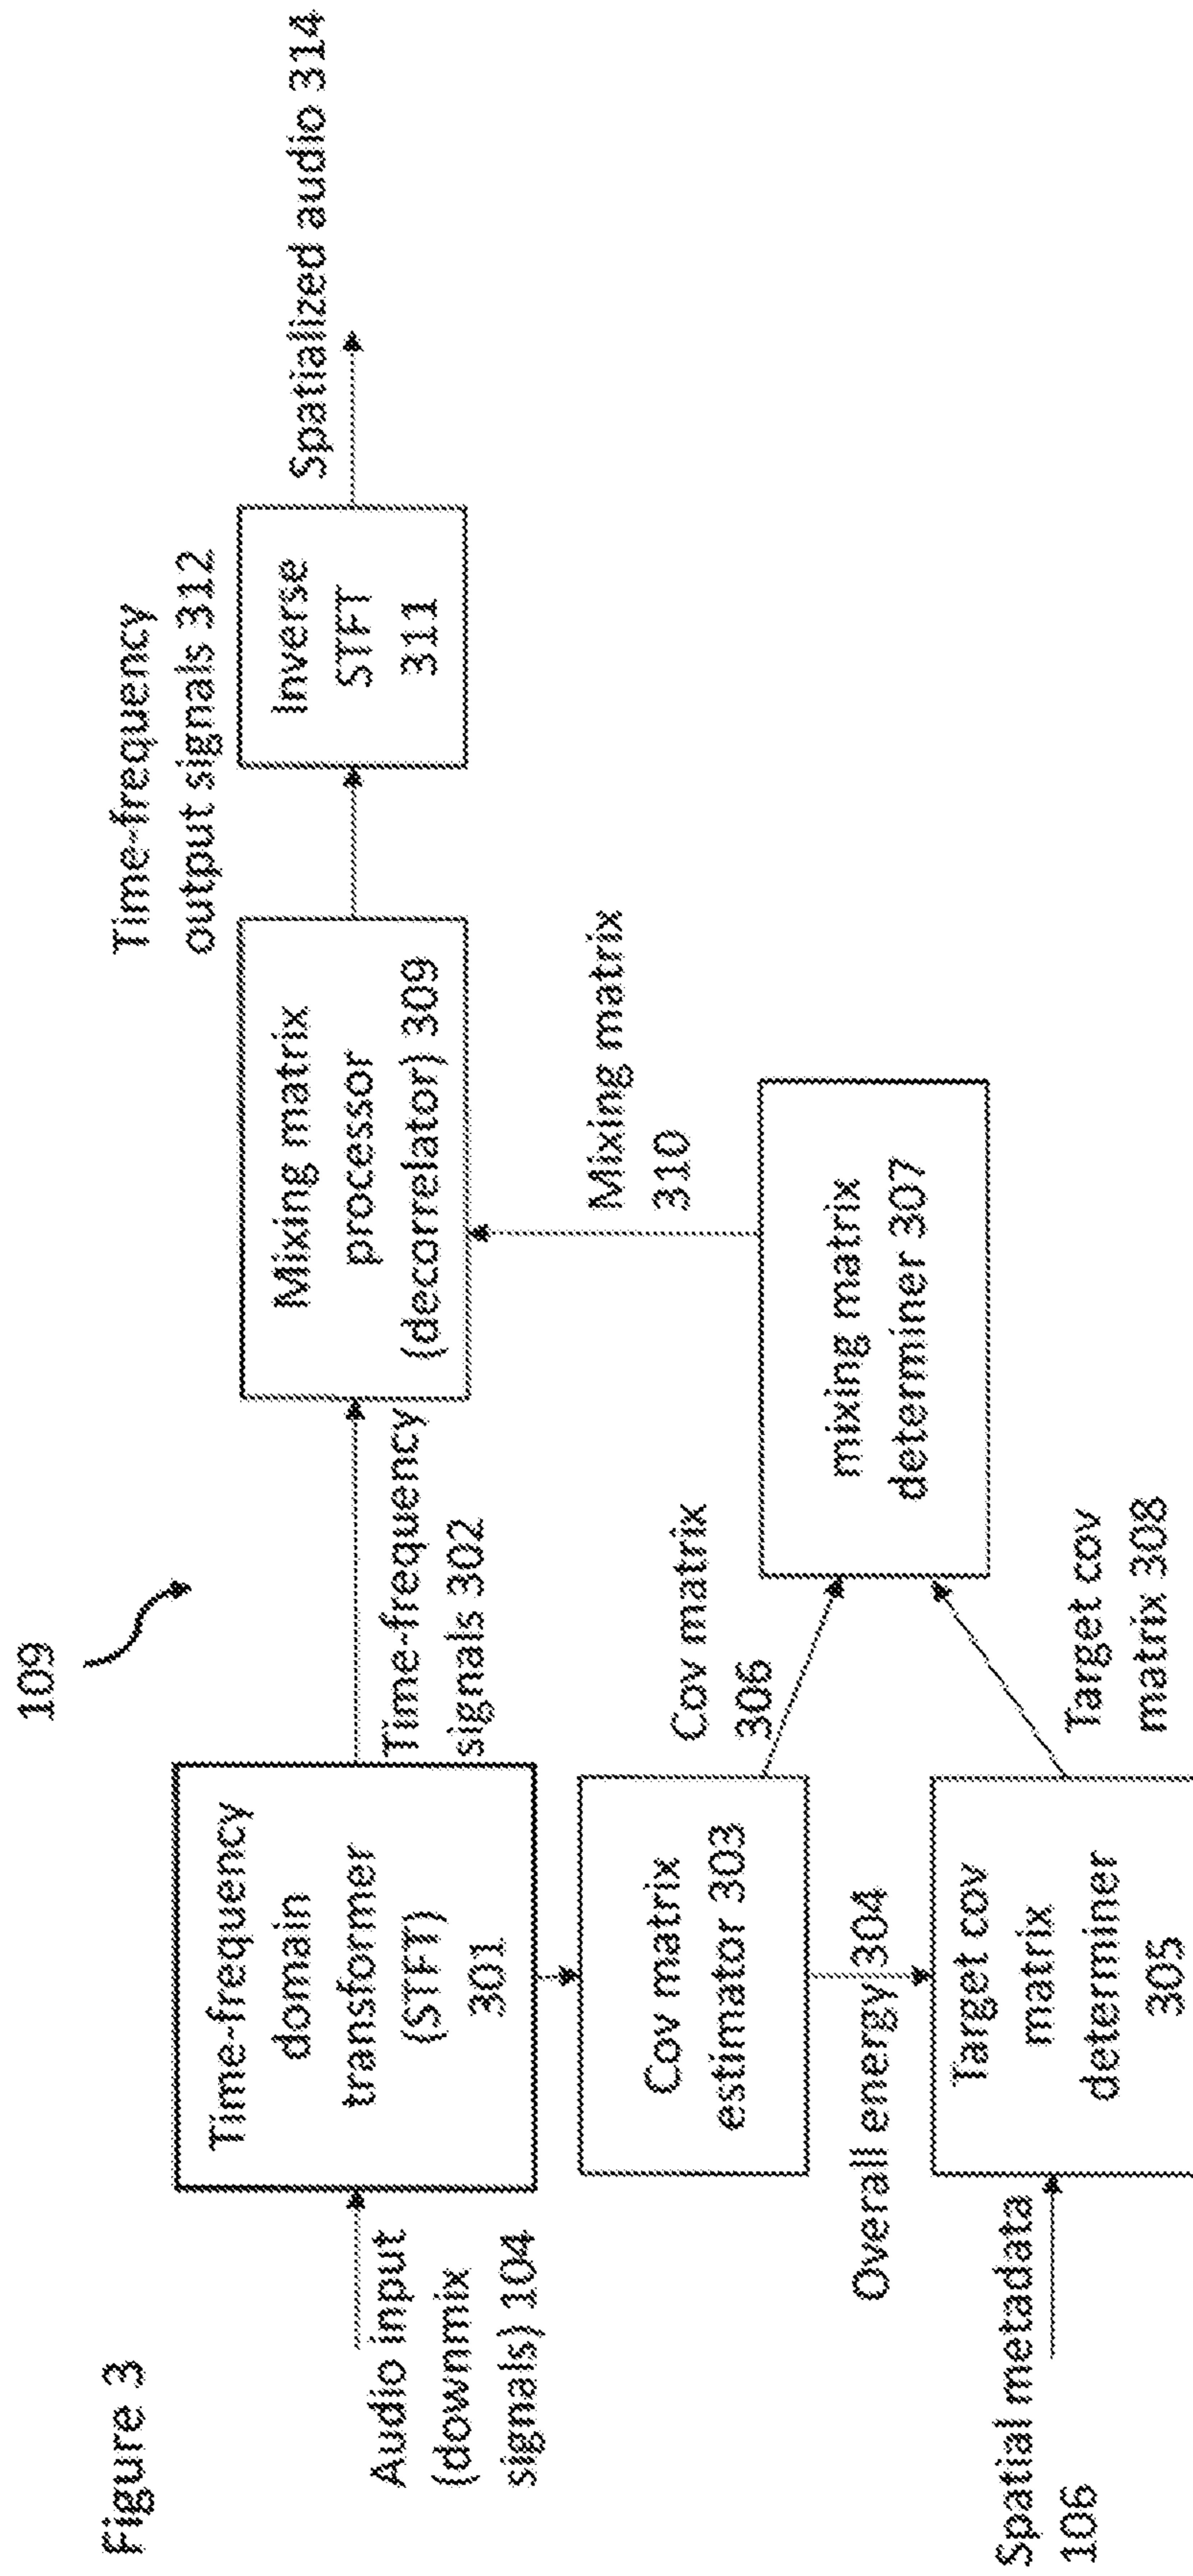 Figure 3
109
Audio input
(downmix
signals) 104
Time-frequency
domain
transformer
(STFT)
301
Time-frequency
signals 302
Mixing matrix
processor
(decorrelator) 309
Time-frequency
output signals 312
Inverse
STFT
311
Spatialized audio 314
Cov matrix
estimator 303
Cov matrix
306
Mixing matrix
310
mixing matrix
determiner 307
Overall energy 304
Spatial metadata
106
Target cov
matrix
determiner
305
Target cov
matrix 308